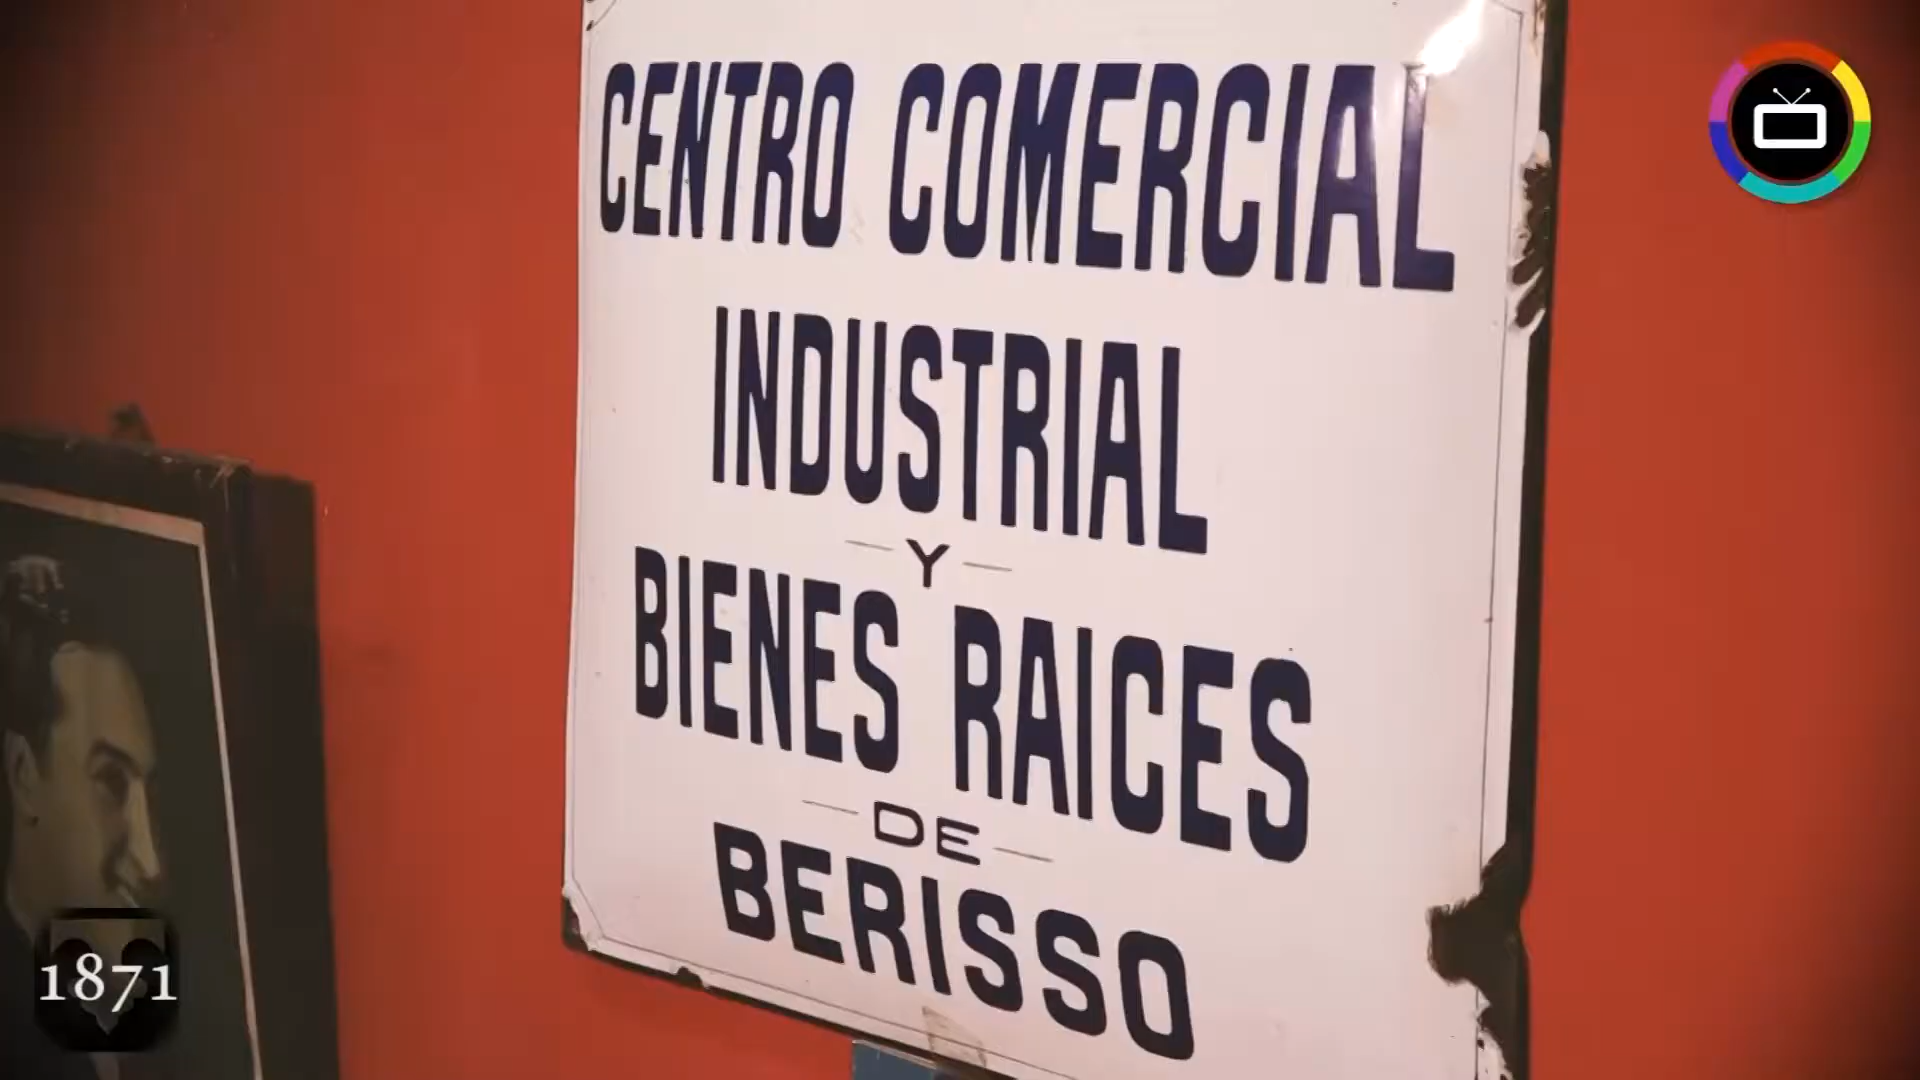 CENTRO COMERCIAL
INDUSTRIAL
Y
BIENES RAICES
DE
BERISSO
1871